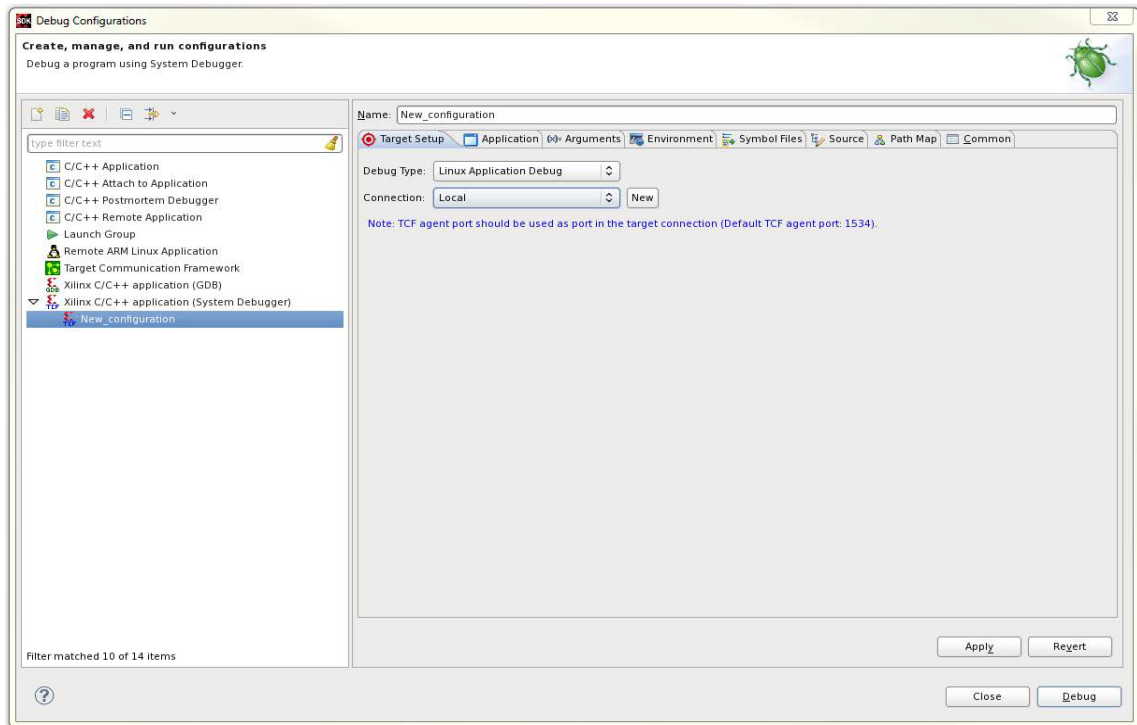 SDK Debug Configurations
Create, manage, and run configurations
Debug a program using System Debugger.
type filter text
C/C++ Application
C/C++ Attach to Application
C/C++ Postmortem Debugger
C/C++ Remote Application
Launch Group
Remote ARM Linux Application
Target Communication Framework
Xilinx C/C++ application (GDB)
Xilinx C/C++ application (System Debugger)
New_configuration
Filter matched 10 of 14 items
Name: New_configuration
Target Setup Application (x)= Arguments Environment Symbol Files Source Path Map Common
Debug Type: Linux Application Debug
Connection: Local New
Note: TCF agent port should be used as port in the target connection (Default TCF agent port: 1534).
Apply Revert
? Close Debug